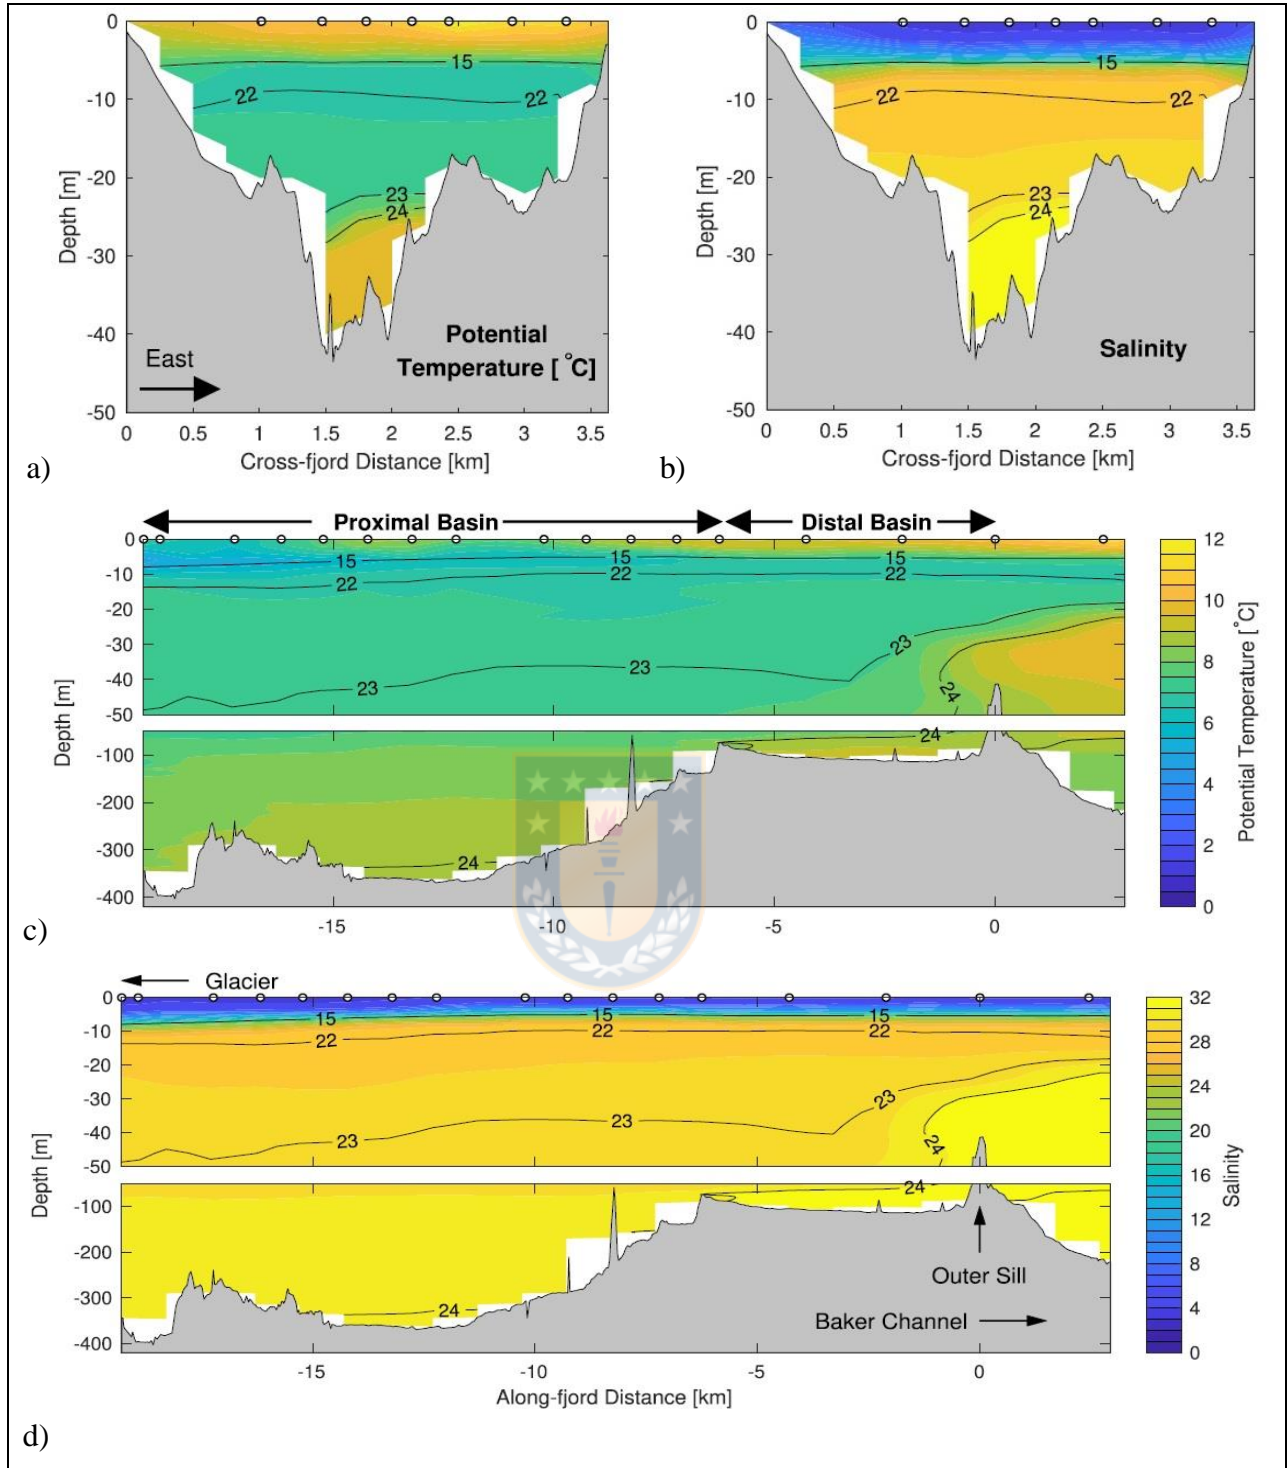 0
-10
-20
-30
-40
-50
Depth [m]
15
22
22
23
24
East
Potential
Temperature [ °C]
0 0.5 1 1.5 2 2.5 3 3.5
Cross-fjord Distance [km]
a)
0
-10
-20
-30
-40
-50
Depth [m]
15
22
22
23
24
Salinity
0 0.5 1 1.5 2 2.5 3 3.5
Cross-fjord Distance [km]
b)
Proximal Basin Distal Basin
0
-10
-20
-30
-40
-50
-100
-200
-300
-400
Depth [m]
15 15 15
22 22 22
23 23 23
24
24
24
-15 -10 -5 0
12
10
8
6
4
2
0
Potential Temperature [°C]
c)
Glacier
0
-10
-20
-30
-40
-50
-100
-200
-300
-400
Depth [m]
15 15 15
22 22 22
23 23 23
24
24
24
Outer Sill
Baker Channel
-15 -10 -5 0
Along-fjord Distance [km]
32
28
24
20
16
12
8
4
0
Salinity
d)